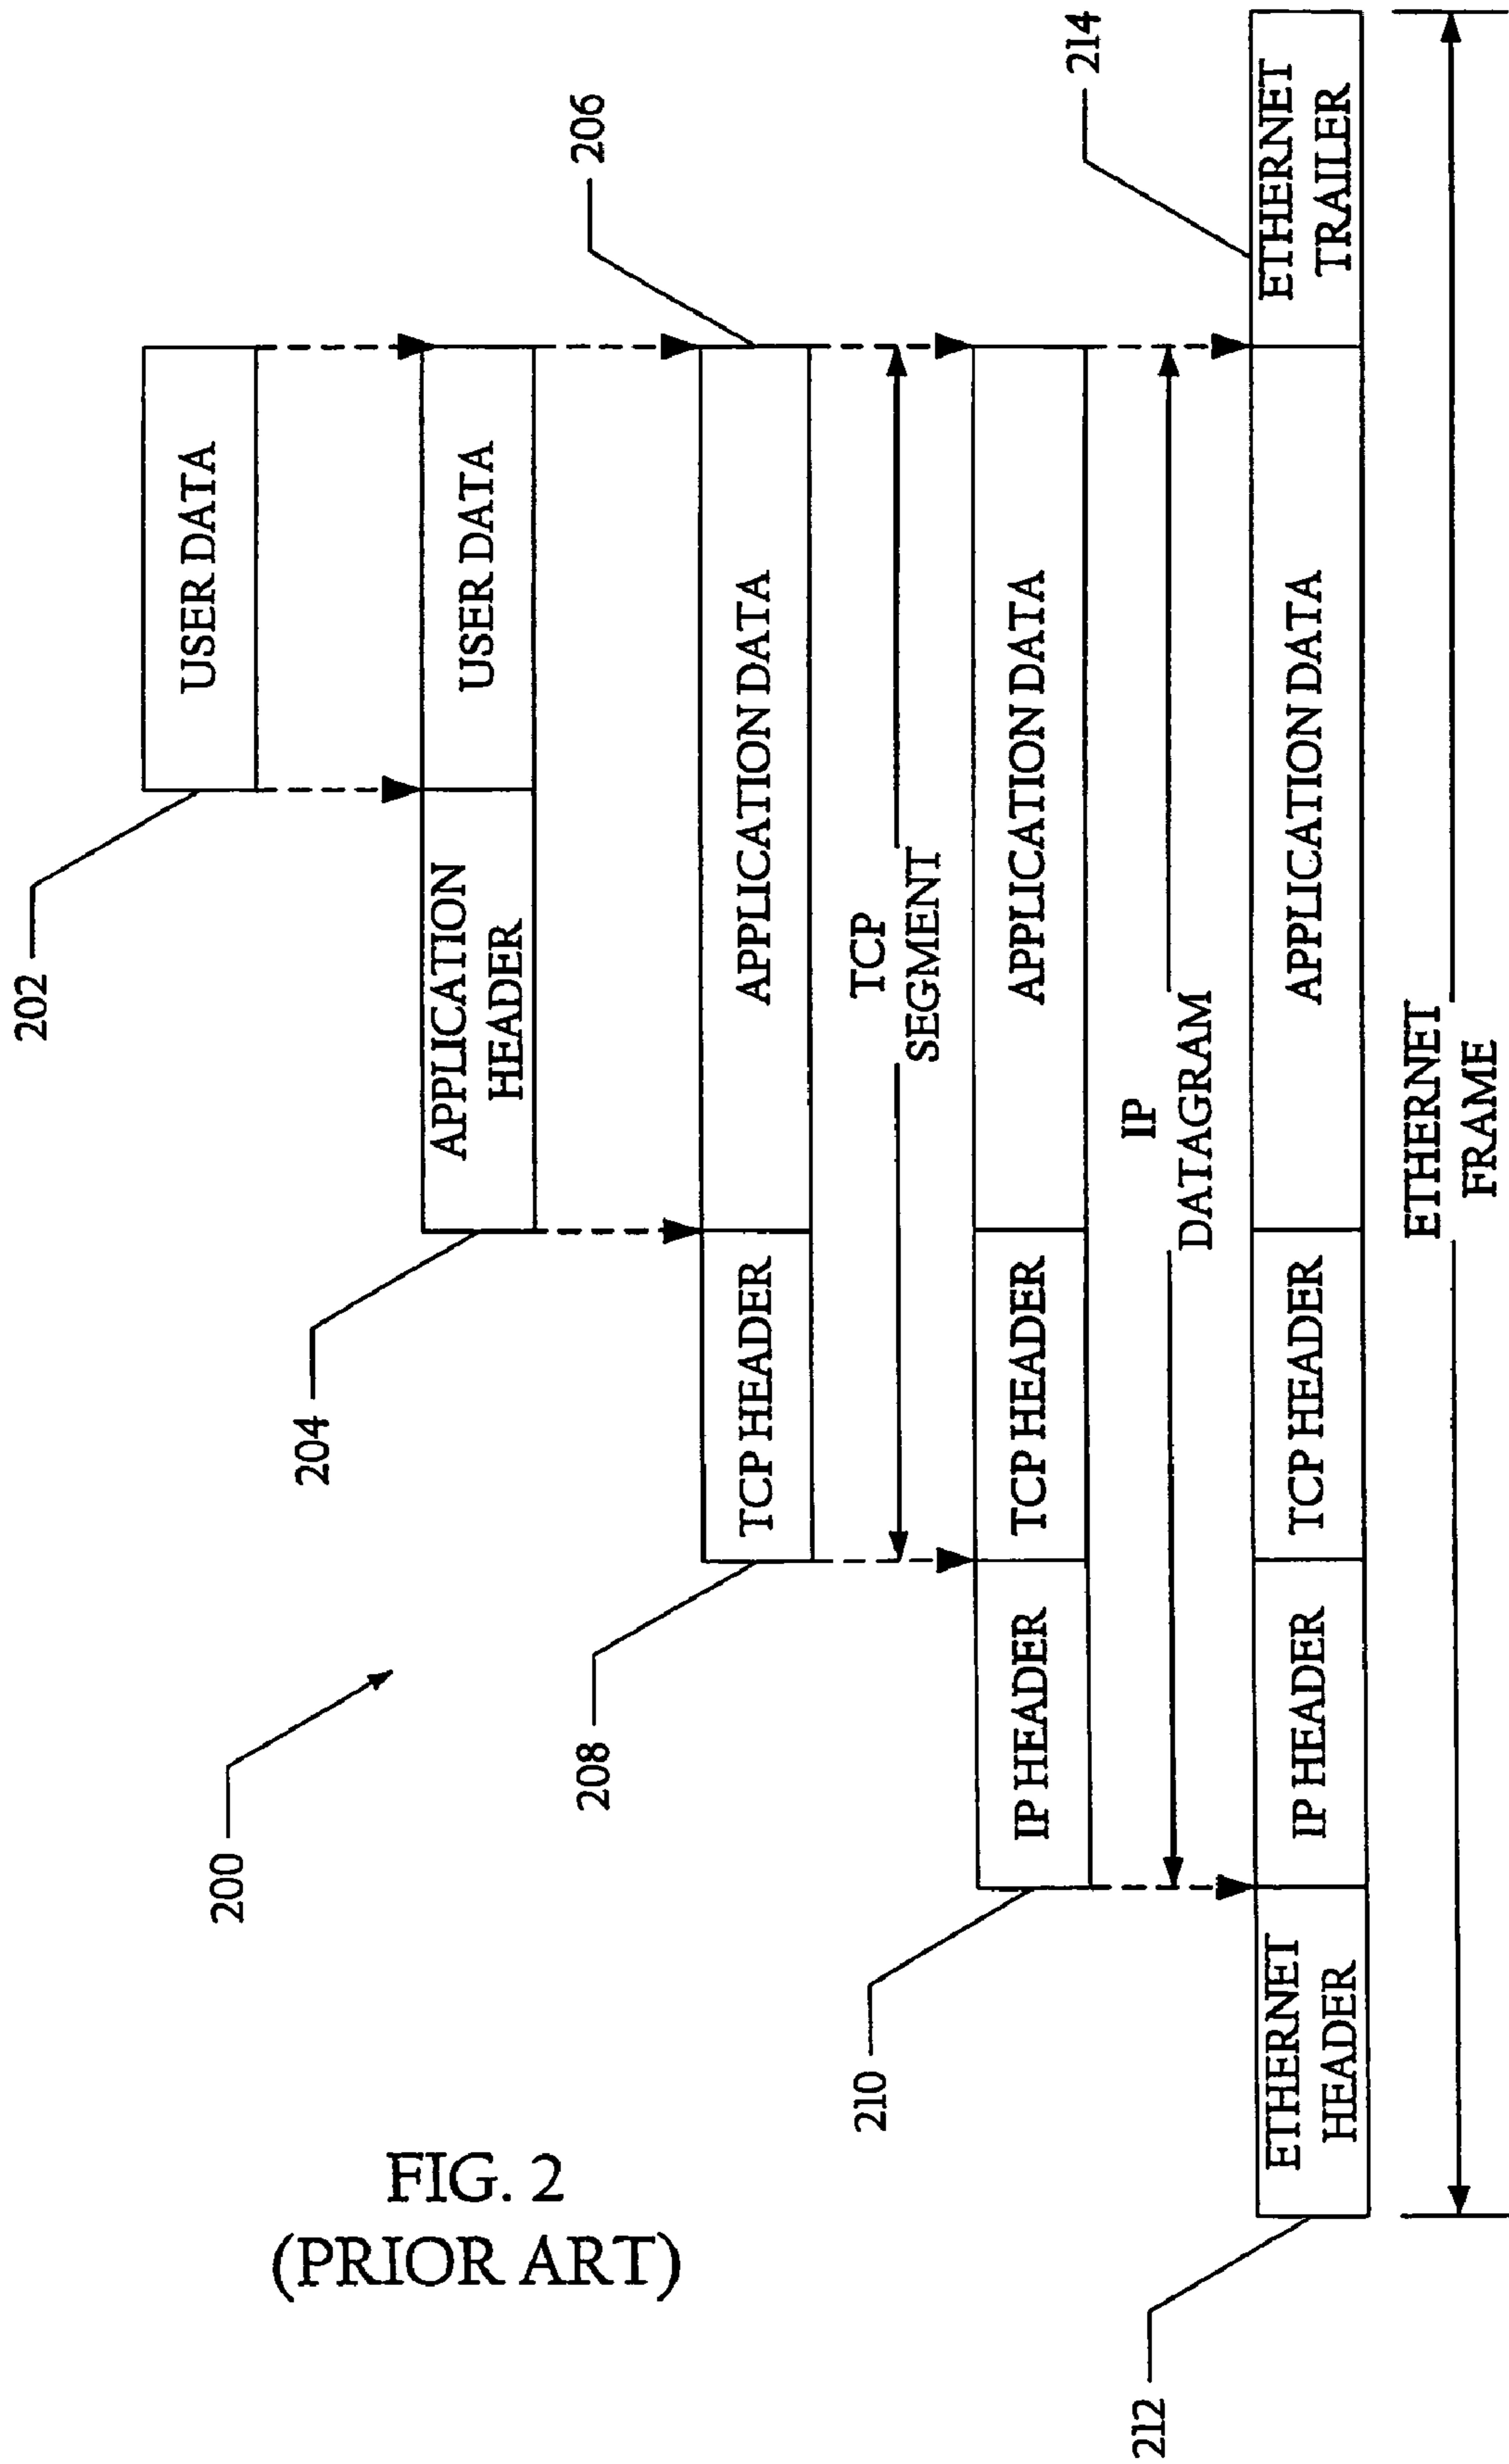 202
USER DATA
204
APPLICATION
HEADER
USER DATA
200
206
208
TCP HEADER
APPLICATION DATA
TCP
SEGMENT
210
IP HEADER
TCP HEADER
APPLICATION DATA
IP
DATAGRAM
212
214
ETHERNET
HEADER
IP HEADER
TCP HEADER
APPLICATION DATA
ETHERNET
TRAILER
ETHERNET
FRAME
FIG. 2
(PRIOR ART)